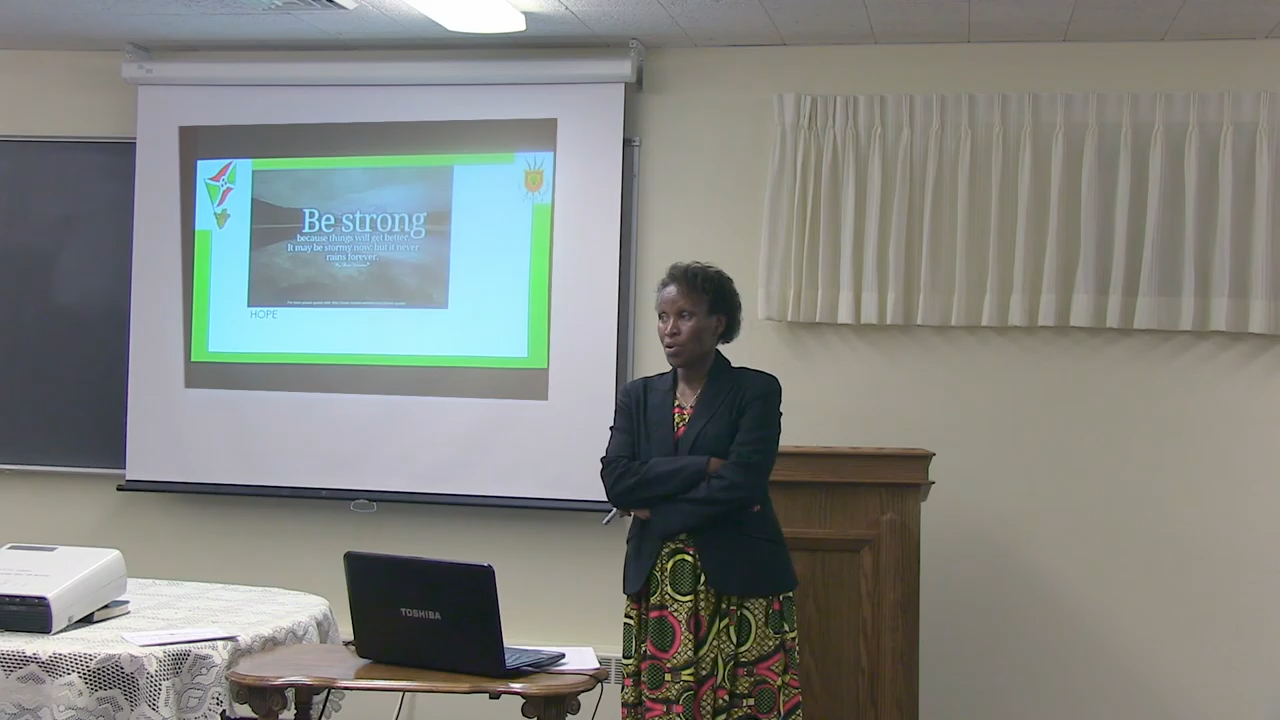 Be strong
because things will get better.
It may be stormy now, but it never
rains forever.
HOPE
TOSHIBA